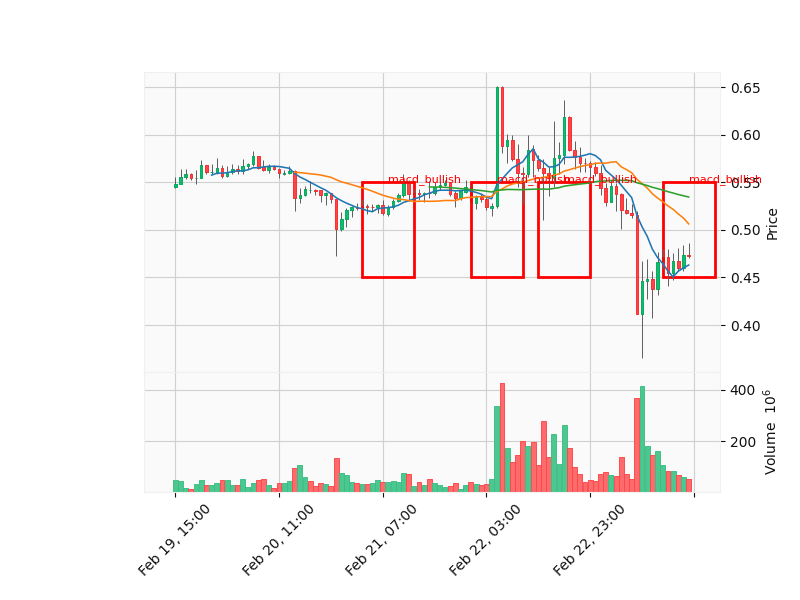 0.65
0.60
macd_bullish
macd_bullish
macd_bullish
macd_bullish
0.55
0.50
0.45
0.40
Price
400
200
Volume 10^6
Feb 19, 15:00
Feb 20, 11:00
Feb 21, 07:00
Feb 22, 03:00
Feb 22, 23:00